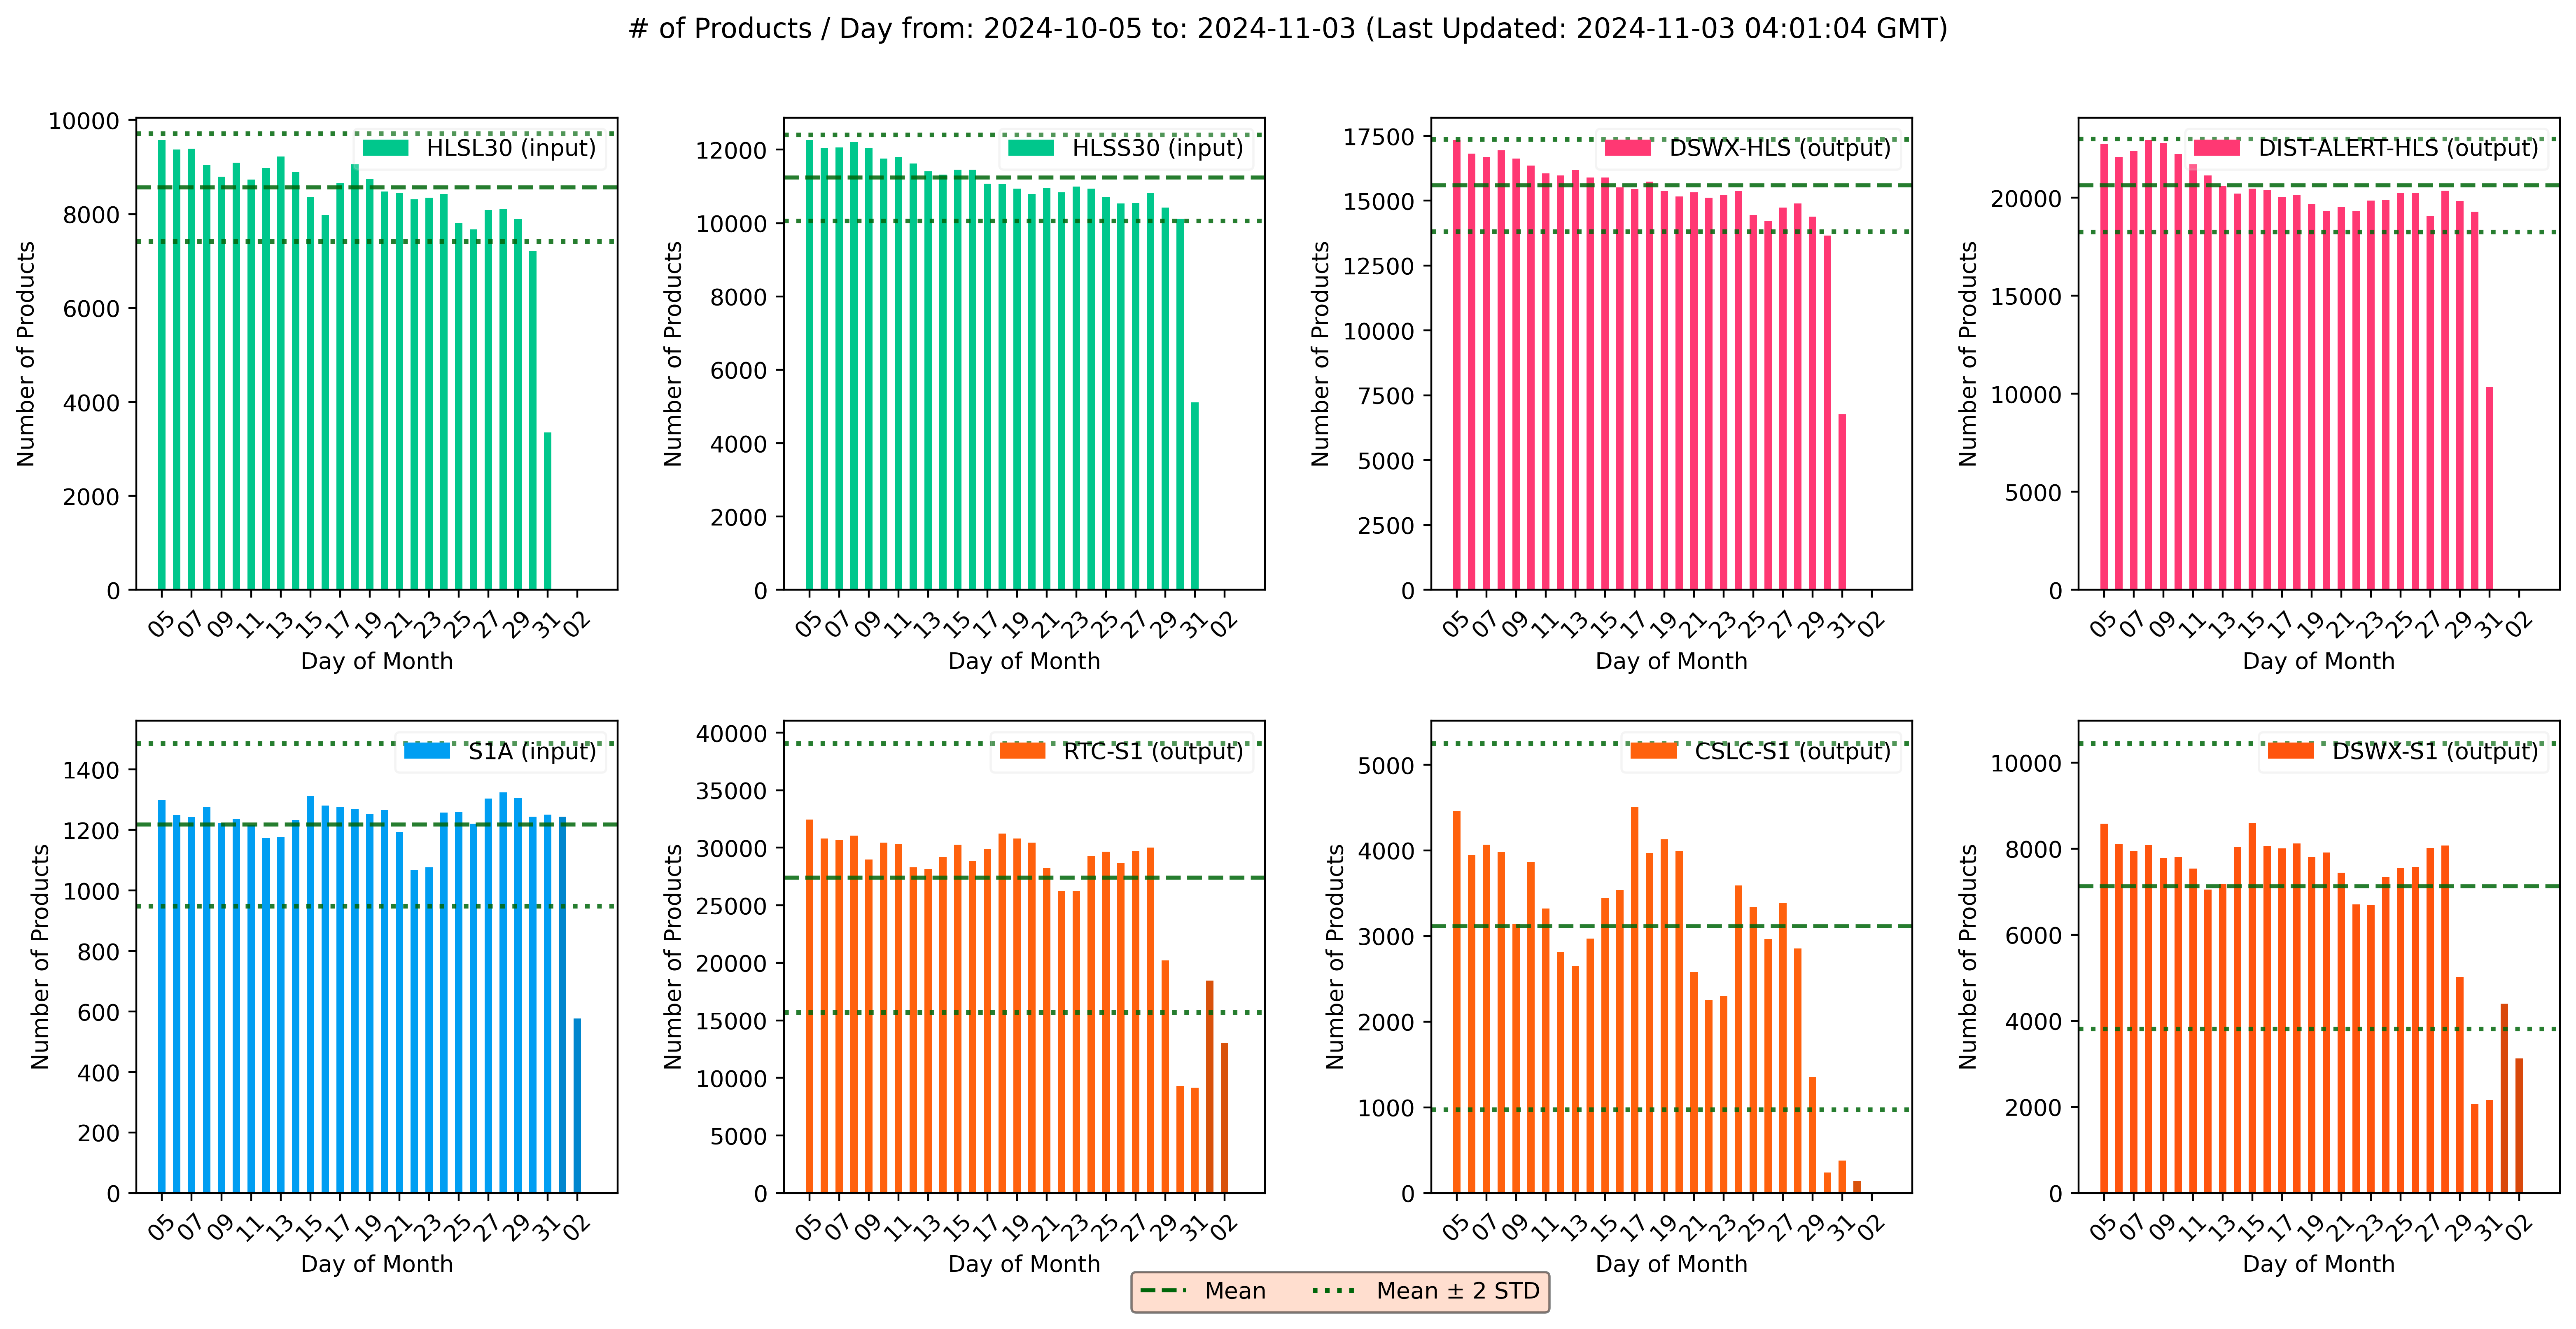 # of Products / Day from: 2024-10-05 to: 2024-11-03 (Last Updated: 2024-11-03 04:01:04 GMT)
HLSL30 (input)
Number of Products
10000
8000
6000
4000
2000
0
05 07 09 11 13 15 17 19 21 23 25 27 29 31 02
Day of Month
HLSS30 (input)
Number of Products
12000
10000
8000
6000
4000
2000
0
05 07 09 11 13 15 17 19 21 23 25 27 29 31 02
Day of Month
DSWX-HLS (output)
Number of Products
17500
15000
12500
10000
7500
5000
2500
0
05 07 09 11 13 15 17 19 21 23 25 27 29 31 02
Day of Month
DIST-ALERT-HLS (output)
Number of Products
20000
15000
10000
5000
0
05 07 09 11 13 15 17 19 21 23 25 27 29 31 02
Day of Month
S1A (input)
Number of Products
1400
1200
1000
800
600
400
200
0
05 07 09 11 13 15 17 19 21 23 25 27 29 31 02
Day of Month
RTC-S1 (output)
Number of Products
40000
35000
30000
25000
20000
15000
10000
5000
0
05 07 09 11 13 15 17 19 21 23 25 27 29 31 02
Day of Month
CSLC-S1 (output)
Number of Products
5000
4000
3000
2000
1000
0
05 07 09 11 13 15 17 19 21 23 25 27 29 31 02
Day of Month
DSWX-S1 (output)
Number of Products
10000
8000
6000
4000
2000
0
05 07 09 11 13 15 17 19 21 23 25 27 29 31 02
Day of Month
Mean
Mean ± 2 STD